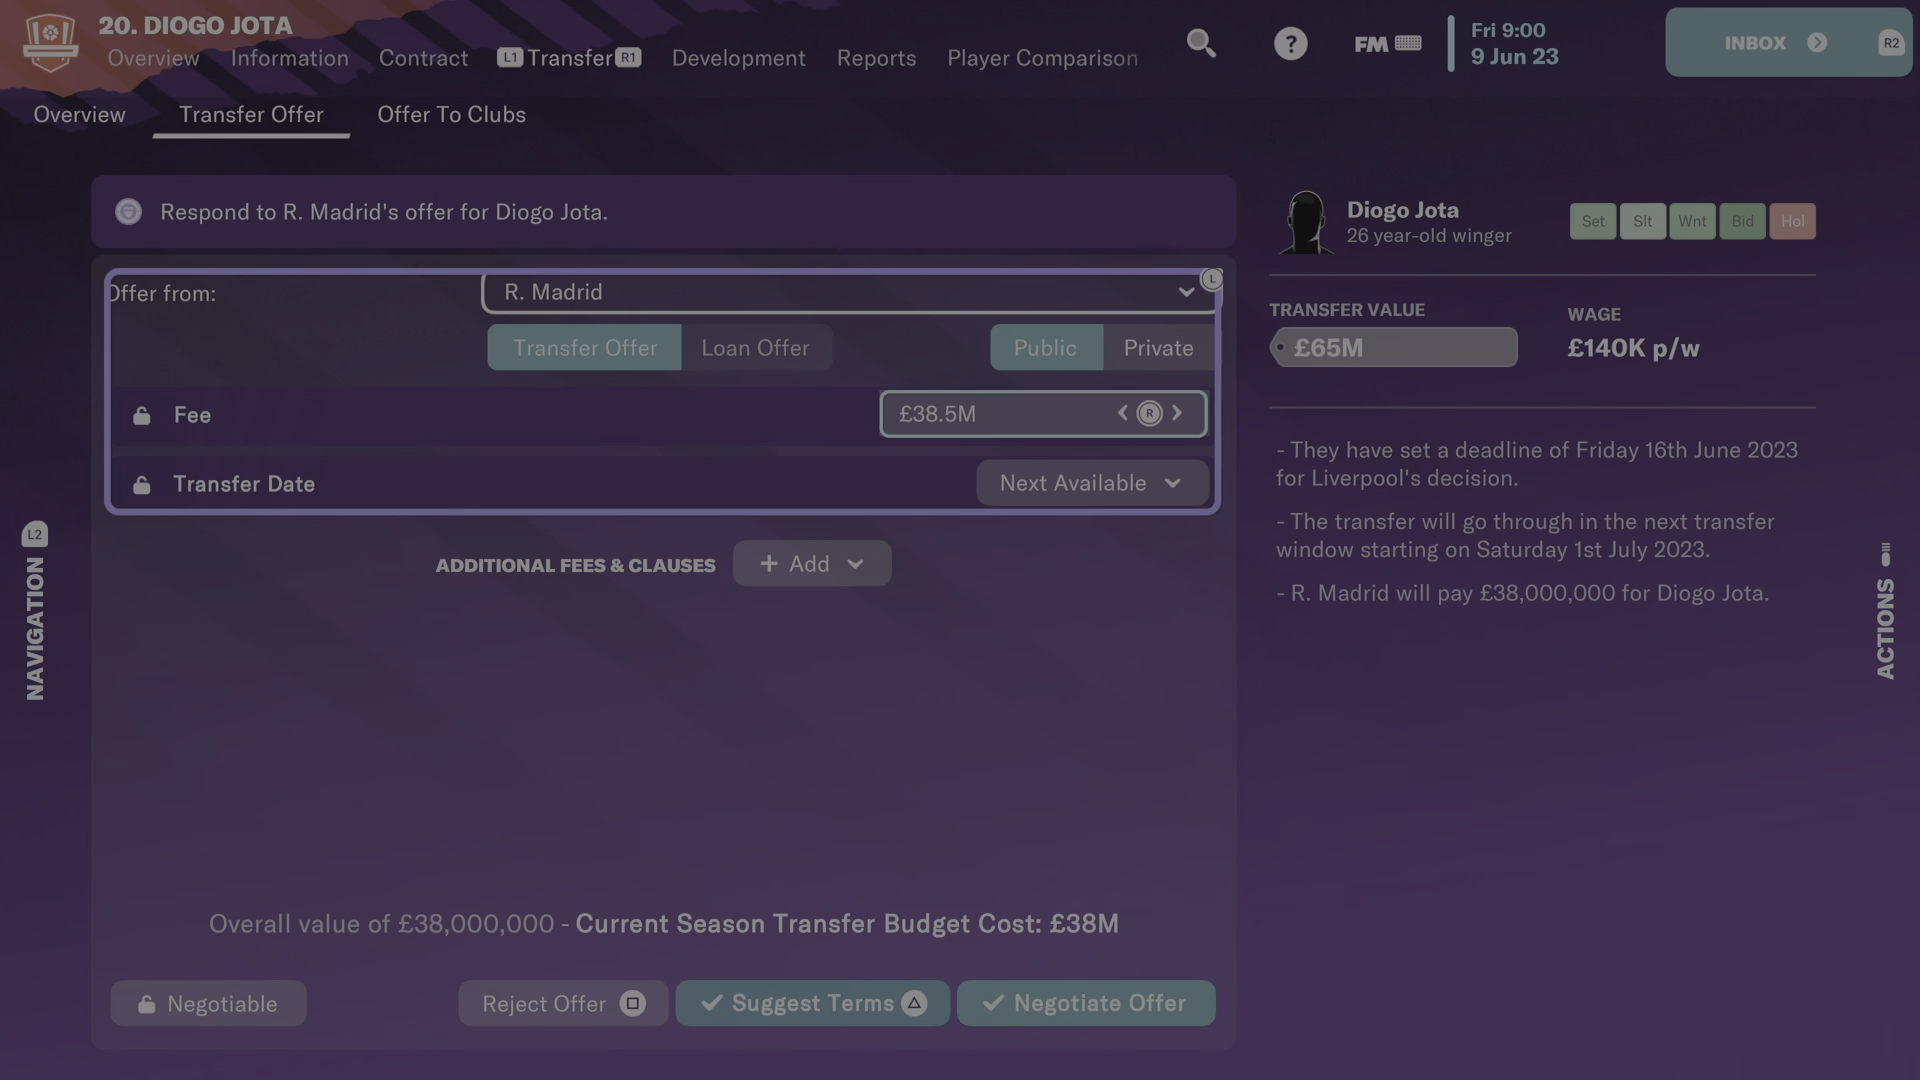 20. DIOGO JOTA
Overview Information Contract L1 Transfer R1 Development Reports Player Comparison
? FM Fri 9:00
9 Jun 23
INBOX R2
Overview Transfer Offer Offer To Clubs
Respond to R. Madrid's offer for Diogo Jota.
Offer from: R. Madrid L
Transfer Offer Loan Offer Public Private
Fee £38.5M R
Transfer Date Next Available
ADDITIONAL FEES & CLAUSES + Add
Overall value of £38,000,000 - Current Season Transfer Budget Cost: £38M
Negotiable Reject Offer Suggest Terms Negotiate Offer
Diogo Jota
26 year-old winger
Set Slt Wnt Bid Hol
TRANSFER VALUE WAGE
£65M £140K p/w
- They have set a deadline of Friday 16th June 2023
for Liverpool's decision.
- The transfer will go through in the next transfer
window starting on Saturday 1st July 2023.
- R. Madrid will pay £38,000,000 for Diogo Jota.
NAVIGATION L2
ACTIONS